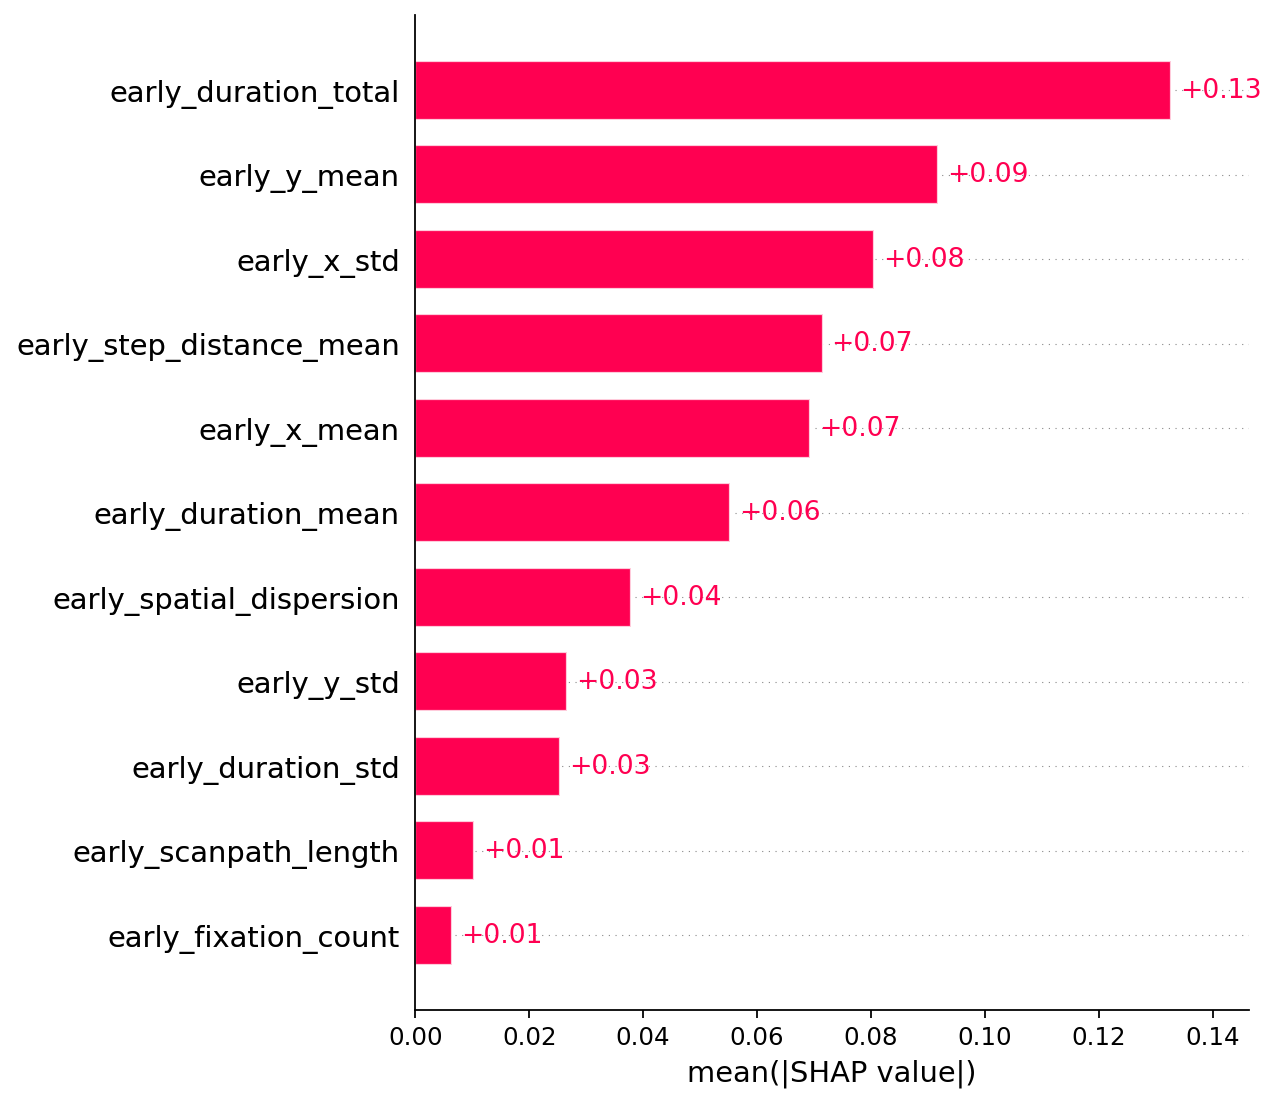 early_duration_total +0.13
early_y_mean +0.09
early_x_std +0.08
early_step_distance_mean +0.07
early_x_mean +0.07
early_duration_mean +0.06
early_spatial_dispersion +0.04
early_y_std +0.03
early_duration_std +0.03
early_scanpath_length +0.01
early_fixation_count +0.01
0.00 0.02 0.04 0.06 0.08 0.10 0.12 0.14
mean(|SHAP value|)